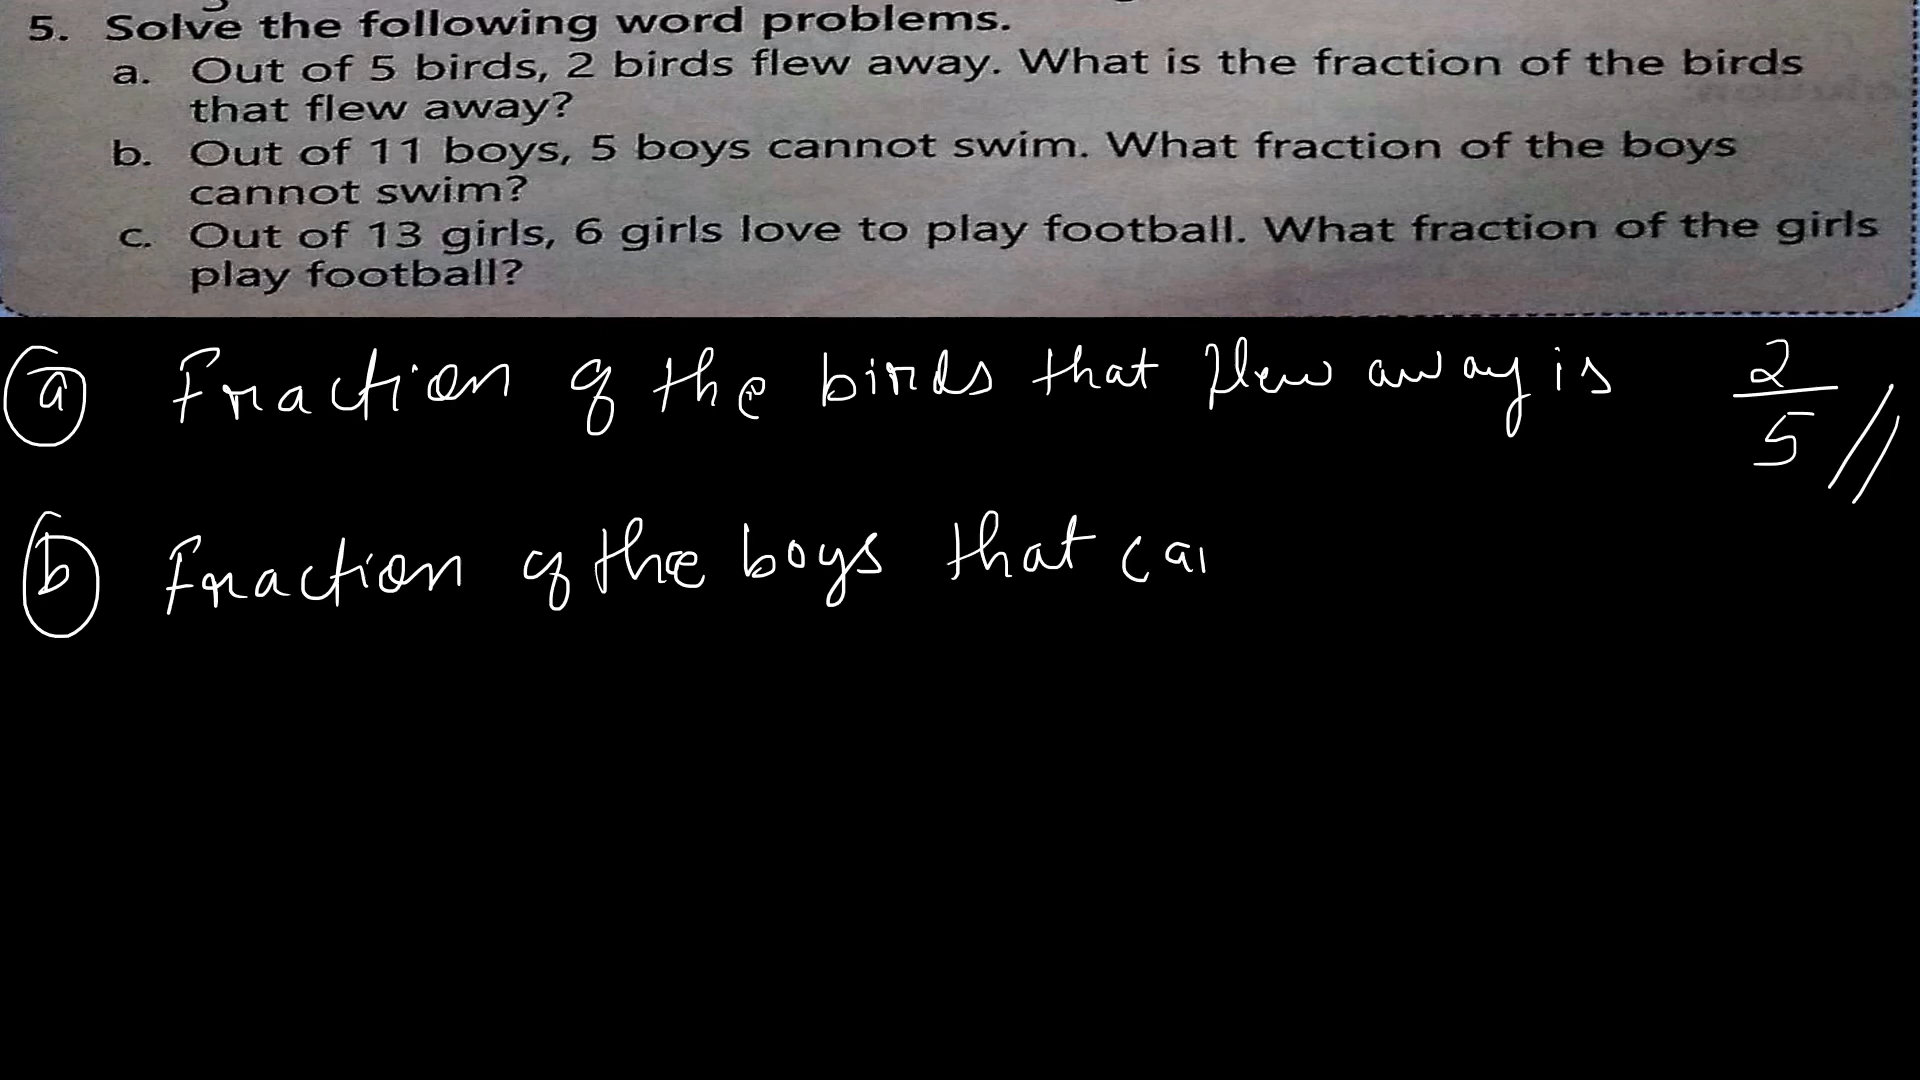 5. Solve the following word problems.
a. Out of 5 birds, 2 birds flew away. What is the fraction of the birds
that flew away?
b. Out of 11 boys, 5 boys cannot swim. What fraction of the boys
cannot swim?
c. Out of 13 girls, 6 girls love to play football. What fraction of the girls
play football?
a Fraction of the birds that flew away is 2/5 //
b Fraction of the boys that can